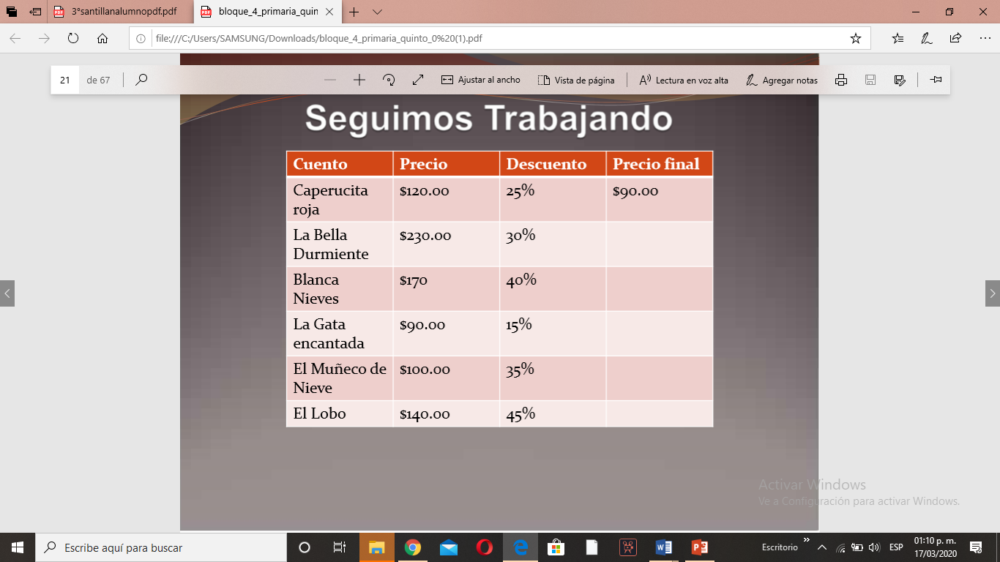 3°santillanalumnopdf.pdf
bloque_4_primaria_quin
file:///C:/Users/SAMSUNG/Downloads/bloque_4_primaria_quinto_0%20(1).pdf
21 de 67 Ajustar al ancho Vista de página Lectura en voz alta Agregar notas
Seguimos Trabajando
Cuento Precio Descuento Precio final
Caperucita roja $120.00 25% $90.00
La Bella Durmiente $230.00 30%
Blanca Nieves $170 40%
La Gata encantada $90.00 15%
El Muñeco de Nieve $100.00 35%
El Lobo $140.00 45%
Activar Windows
Ve a Configuración para activar Windows.
Escribe aquí para buscar
Escritorio
ESP
01:10 p. m.
17/03/2020